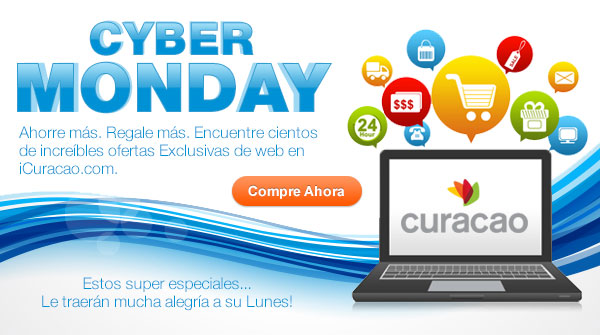 CYBER
MONDAY
Ahorre más. Regale más. Encuentre cientos
de increíbles ofertas Exclusivas de web en
iCuracao.com.
Compre Ahora
SALE
$$$
24
Hour
curacao
Estos super especiales...
Le traerán mucha alegría a su Lunes!